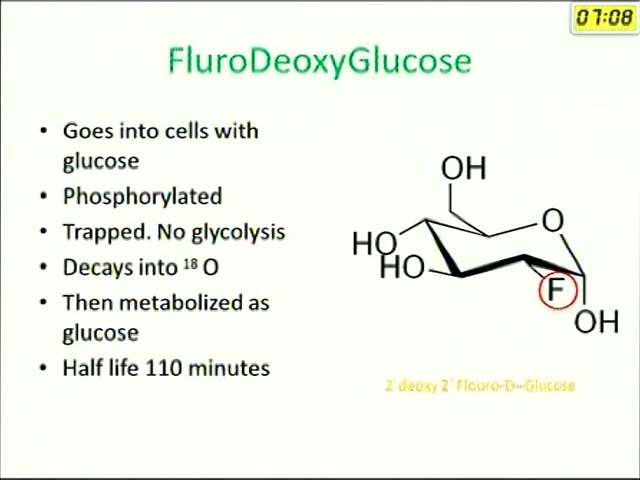 07:08
FluroDeoxyGlucose
• Goes into cells with
glucose
• Phosphorylated
• Trapped. No glycolysis
• Decays into ¹⁸ O
• Then metabolized as
glucose
• Half life 110 minutes
OH
O
HO
HO
F
OH
2`deoxy 2` Flouro-D--Glucose